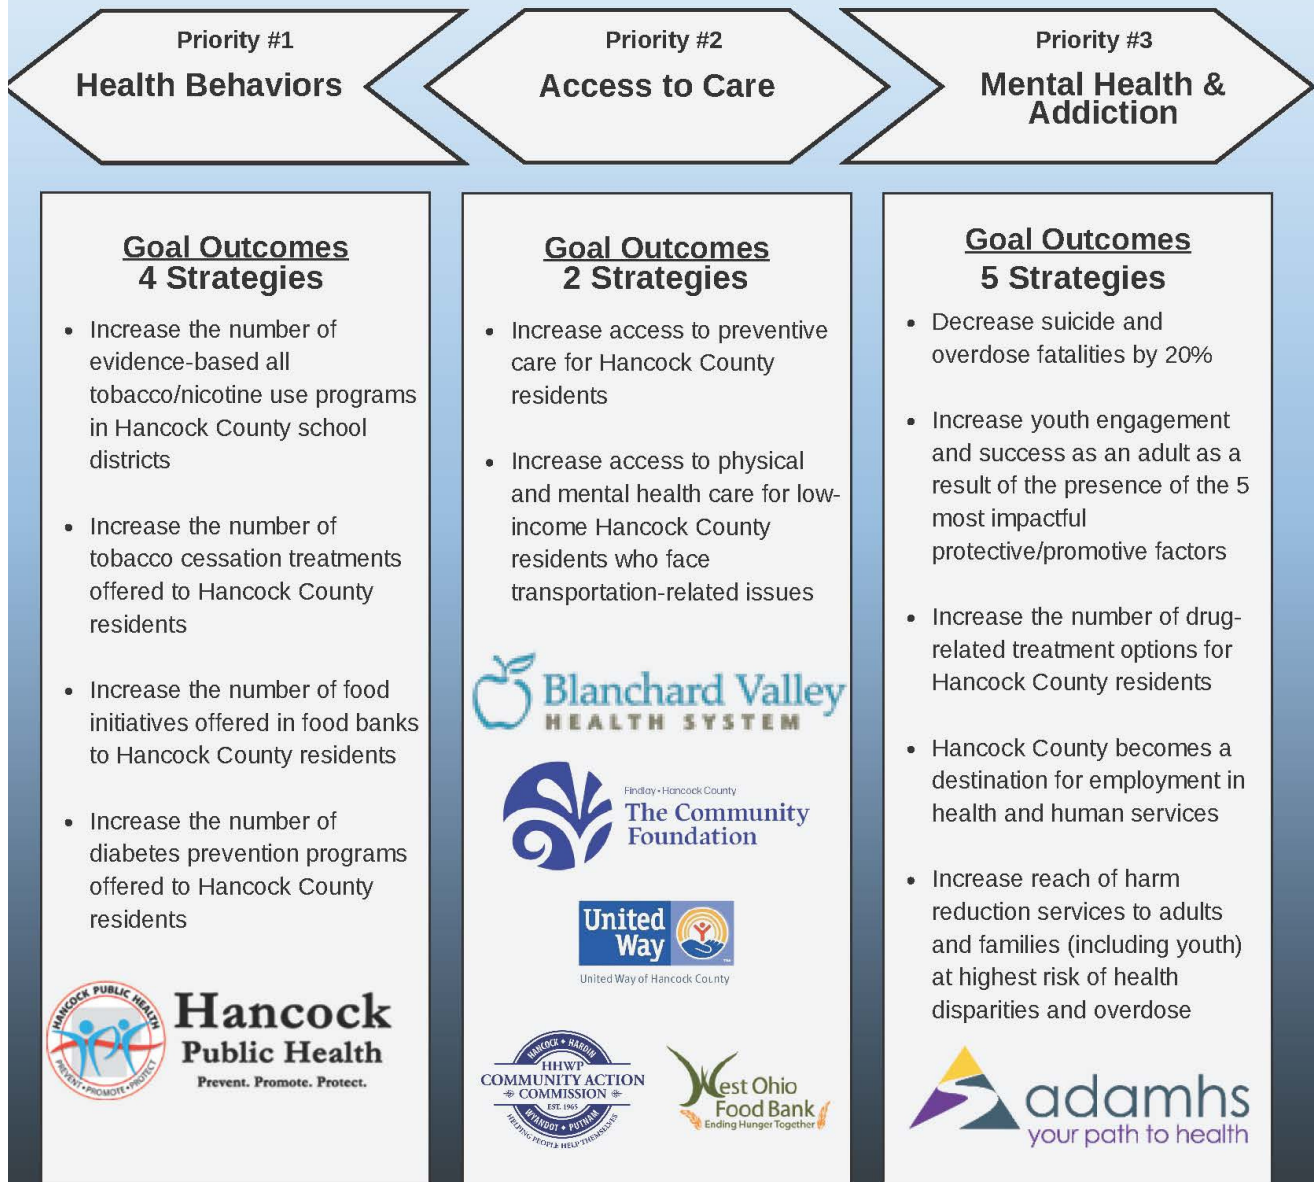 Priority #1
Health Behaviors
Priority #2
Access to Care
Priority #3
Mental Health &
Addiction
Goal Outcomes
4 Strategies
• Increase the number of
evidence-based all
tobacco/nicotine use programs
in Hancock County school
districts
• Increase the number of
tobacco cessation treatments
offered to Hancock County
residents
• Increase the number of food
initiatives offered in food banks
to Hancock County residents
• Increase the number of
diabetes prevention programs
offered to Hancock County
residents
HANCOCK PUBLIC HEALTH
PREVENT • PROMOTE • PROTECT
Hancock
Public Health
Prevent. Promote. Protect.
Goal Outcomes
2 Strategies
• Increase access to preventive
care for Hancock County
residents
• Increase access to physical
and mental health care for low-
income Hancock County
residents who face
transportation-related issues
Blanchard Valley
HEALTH SYSTEM
Findlay • Hancock County
The Community
Foundation
United
Way
United Way of Hancock County
HANCOCK • HARDIN
HHWP
COMMUNITY ACTION
COMMISSION
EST. 1965
WYANDOT • PUTNAM
HELPING PEOPLE HELP THEMSELVES
West Ohio
Food Bank
Ending Hunger Together
Goal Outcomes
5 Strategies
• Decrease suicide and
overdose fatalities by 20%
• Increase youth engagement
and success as an adult as a
result of the presence of the 5
most impactful
protective/promotive factors
• Increase the number of drug-
related treatment options for
Hancock County residents
• Hancock County becomes a
destination for employment in
health and human services
• Increase reach of harm
reduction services to adults
and families (including youth)
at highest risk of health
disparities and overdose
adamhs
your path to health